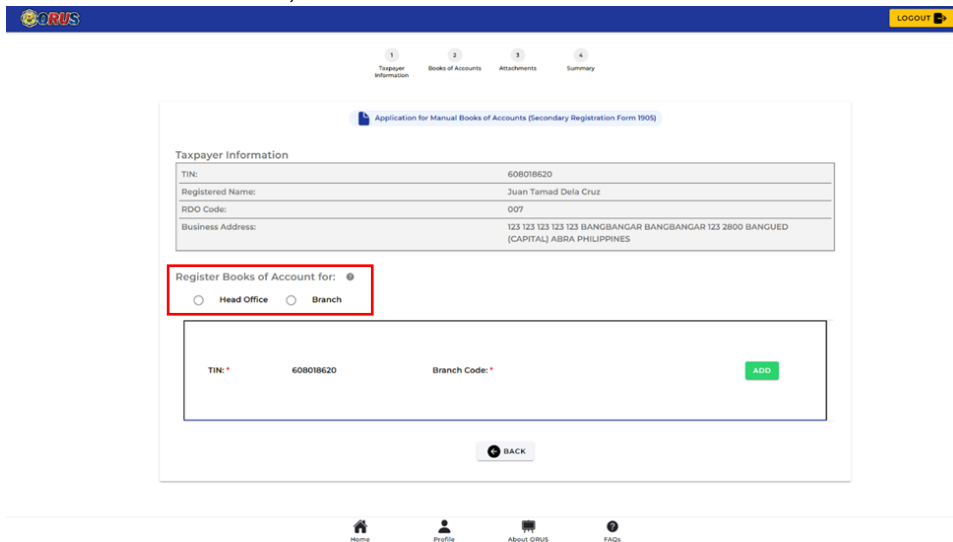 ORUS
LOGOUT
1 2 3 4
Taxpayer Information Books of Accounts Attachments Summary
Application for Manual Books of Accounts (Secondary Registration Form 1905)
Taxpayer Information
TIN: 608018620
Registered Name: Juan Tamad Dela Cruz
RDO Code: 007
Business Address: 123 123 123 123 123 BANGBANGAR BANGBANGAR 123 2800 BANGUED
(CAPITAL) ABRA PHILIPPINES
Register Books of Account for: ?
Head Office Branch
TIN: * 608018620 Branch Code: * ADD
BACK
Home Profile About ORUS FAQs